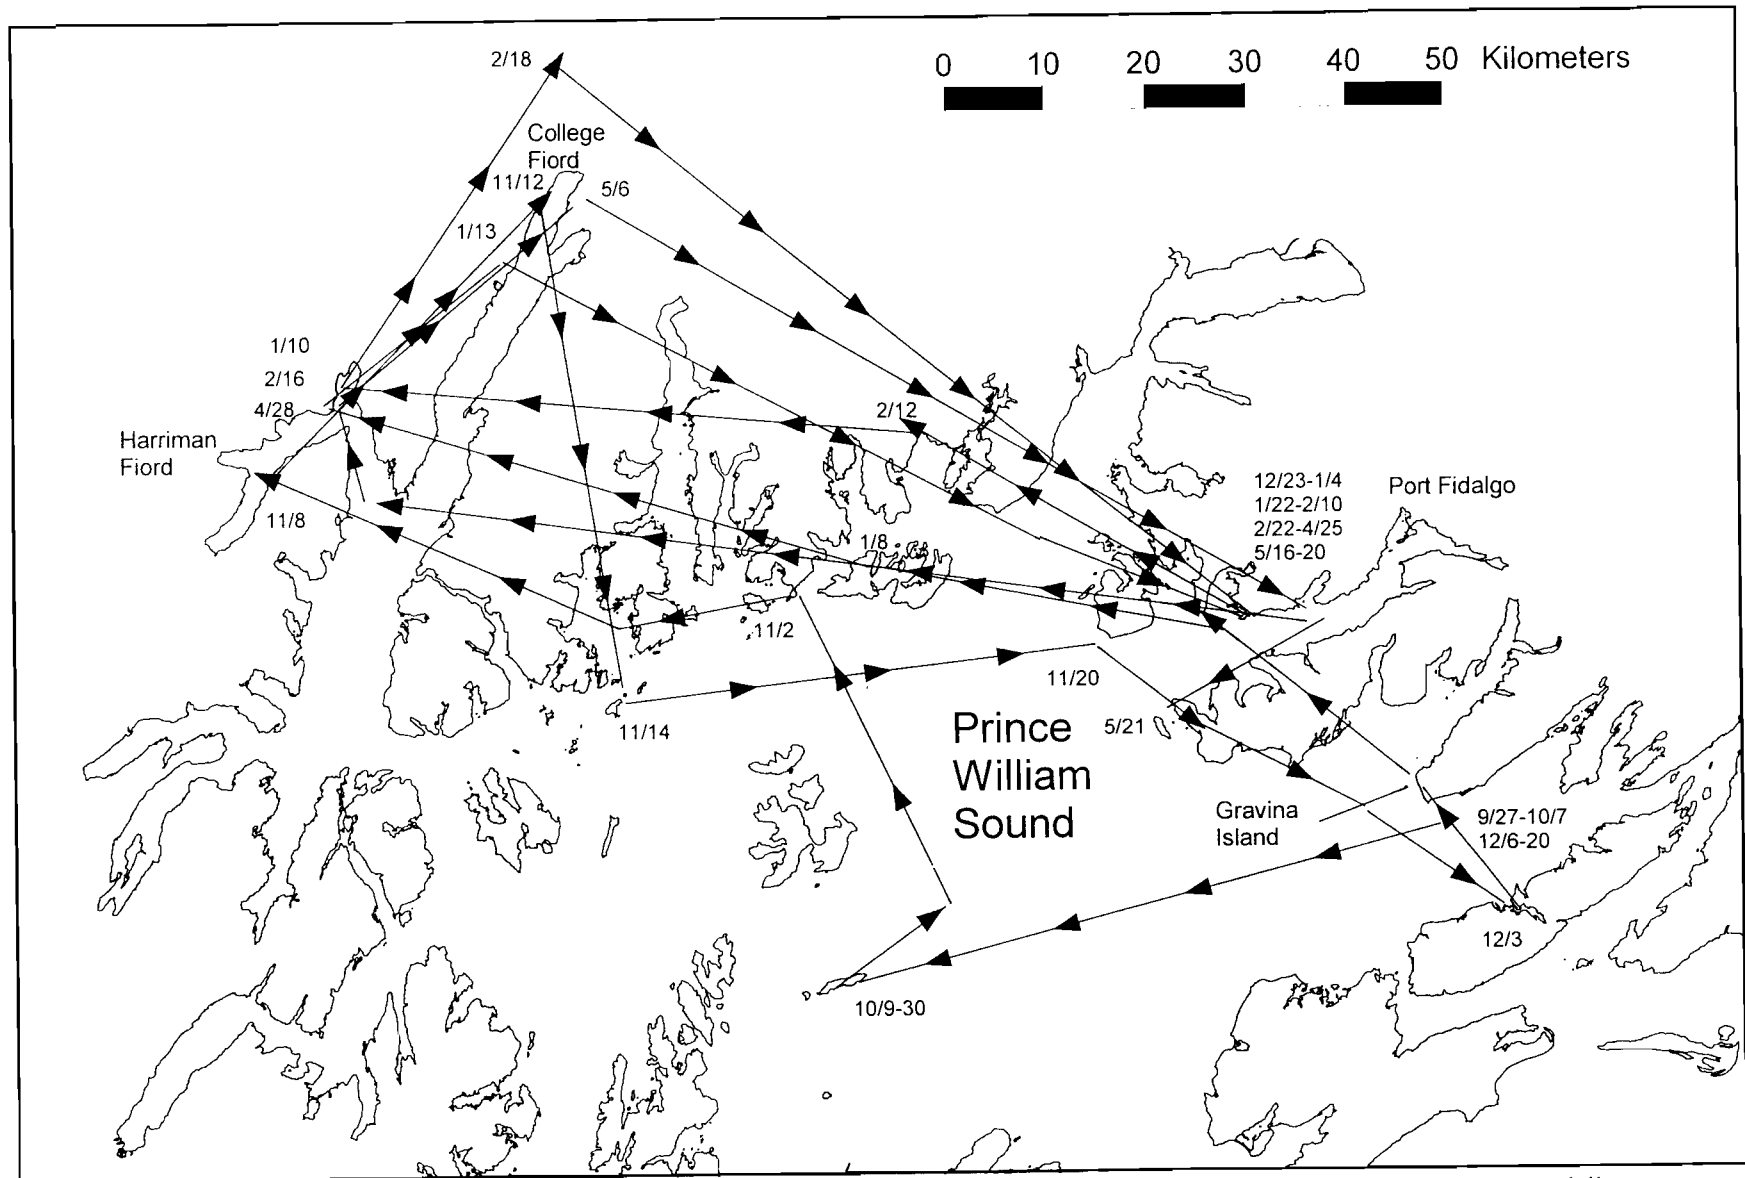 2/18
0 10 20 30 40 50 Kilometers
College
Fiord
11/12
5/6
1/13
1/10
2/16
4/28
2/12
Harriman
Fiord
12/23-1/4
1/22-2/10
2/22-4/25
5/16-20
Port Fidalgo
11/8
1/8
11/2
11/20
11/14
5/21
Prince
William
Sound
Gravina
Island
9/27-10/7
12/6-20
12/3
10/9-30